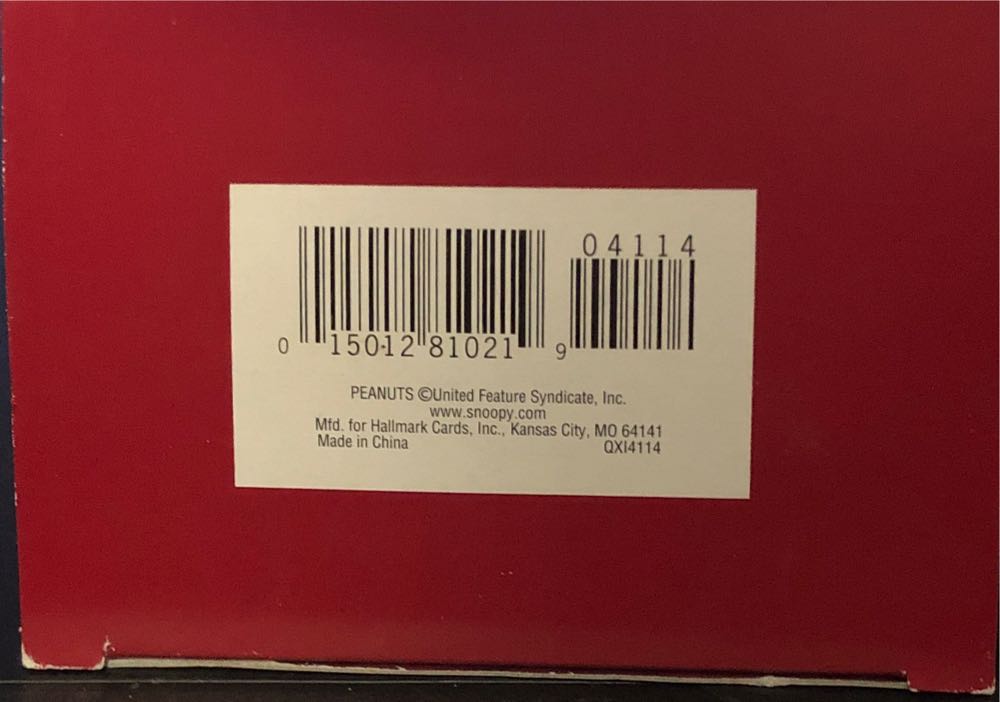 04114
0 15012 81021 9
PEANUTS ©United Feature Syndicate, Inc.
www.snoopy.com
Mfd. for Hallmark Cards, Inc., Kansas City, MO 64141
Made in China QXI4114